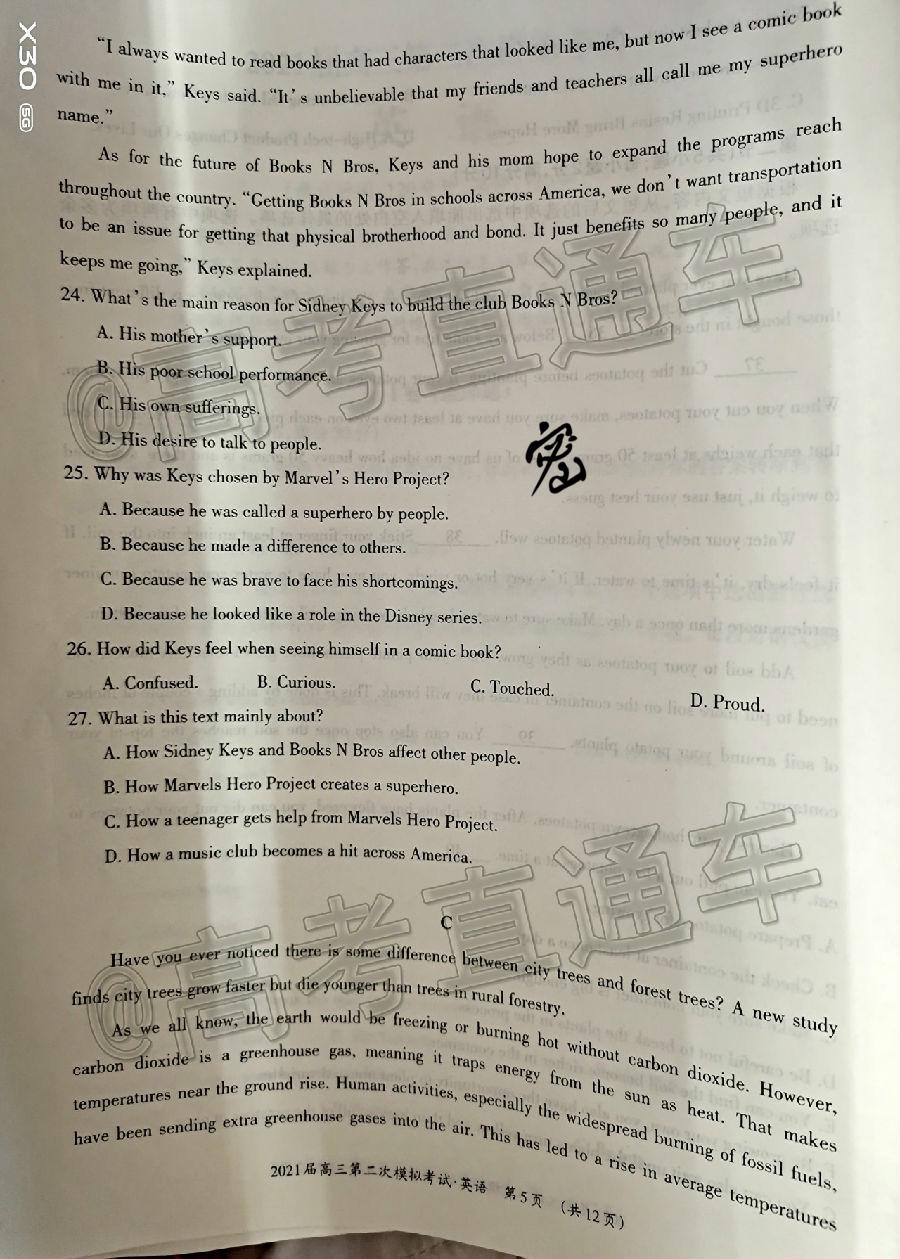 X30 5G
"I always wanted to read books that had characters that looked like me, but now I see a comic book
with me in it," Keys said. "It's unbelievable that my friends and teachers all call me my superhero
name."
As for the future of Books N Bros, Keys and his mom hope to expand the programs reach
throughout the country. "Getting Books N Bros in schools across America, we don't want transportation
to be an issue for getting that physical brotherhood and bond. It just benefits so many people, and it
keeps me going," Keys explained.
24. What's the main reason for Sidney Keys to build the club Books N Bros?
A. His mother's support.
B. His poor school performance.
C. His own sufferings.
D. His desire to talk to people.
25. Why was Keys chosen by Marvel's Hero Project?
A. Because he was called a superhero by people.
B. Because he made a difference to others.
C. Because he was brave to face his shortcomings.
D. Because he looked like a role in the Disney series.
26. How did Keys feel when seeing himself in a comic book?
A. Confused. B. Curious. C. Touched. D. Proud.
27. What is this text mainly about?
A. How Sidney Keys and Books N Bros affect other people.
B. How Marvels Hero Project creates a superhero.
C. How a teenager gets help from Marvels Hero Project.
D. How a music club becomes a hit across America.
C
Have you ever noticed there is some difference between city trees and forest trees? A new study
finds city trees grow faster but die younger than trees in rural forestry.
As we all know, the earth would be freezing or burning hot without carbon dioxide. However,
carbon dioxide is a greenhouse gas, meaning it traps energy from the sun as heat. That makes
temperatures near the ground rise. Human activities, especially the widespread burning of fossil fuels,
have been sending extra greenhouse gases into the air. This has led to a rise in average temperatures
2021届高三第二次模拟考试·英语 第5页 (共12页)
@高考直通车
@高考直通车
密